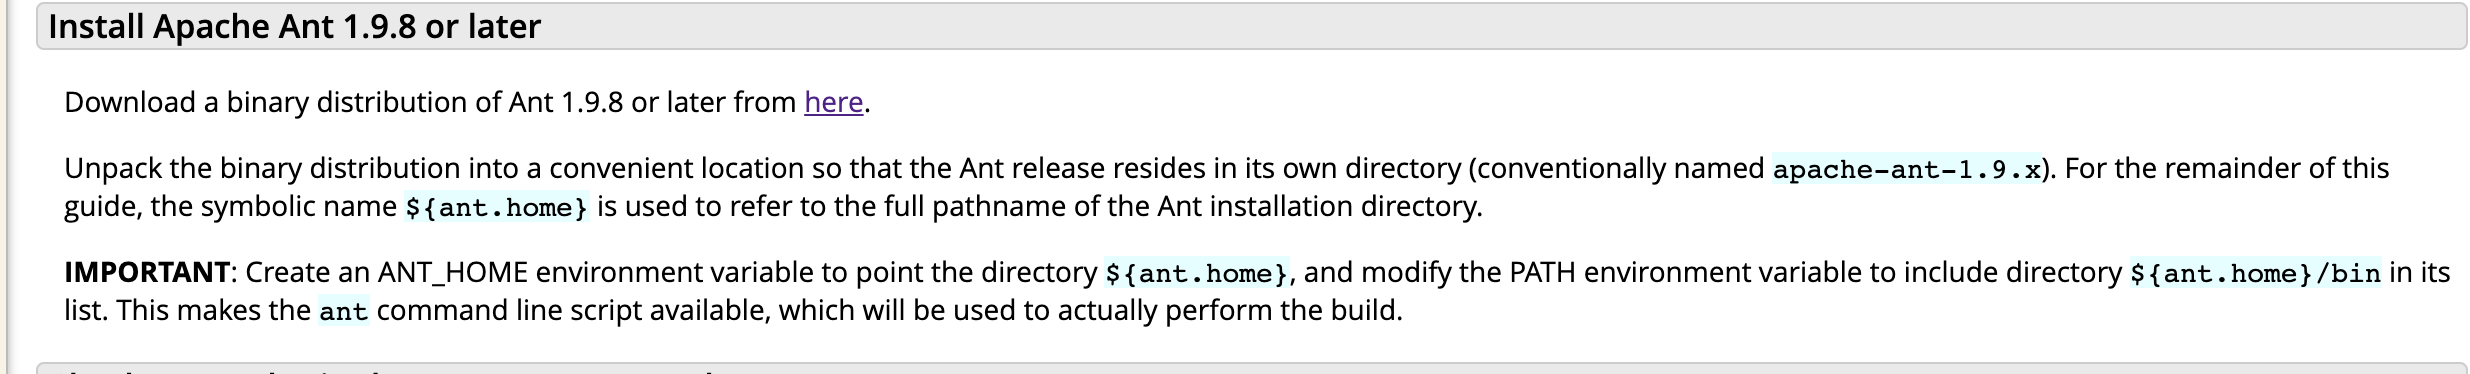 Install Apache Ant 1.9.8 or later
Download a binary distribution of Ant 1.9.8 or later from here.
Unpack the binary distribution into a convenient location so that the Ant release resides in its own directory (conventionally named apache-ant-1.9.x). For the remainder of this
guide, the symbolic name ${ant.home} is used to refer to the full pathname of the Ant installation directory.
IMPORTANT: Create an ANT_HOME environment variable to point the directory ${ant.home}, and modify the PATH environment variable to include directory ${ant.home}/bin in its
list. This makes the ant command line script available, which will be used to actually perform the build.